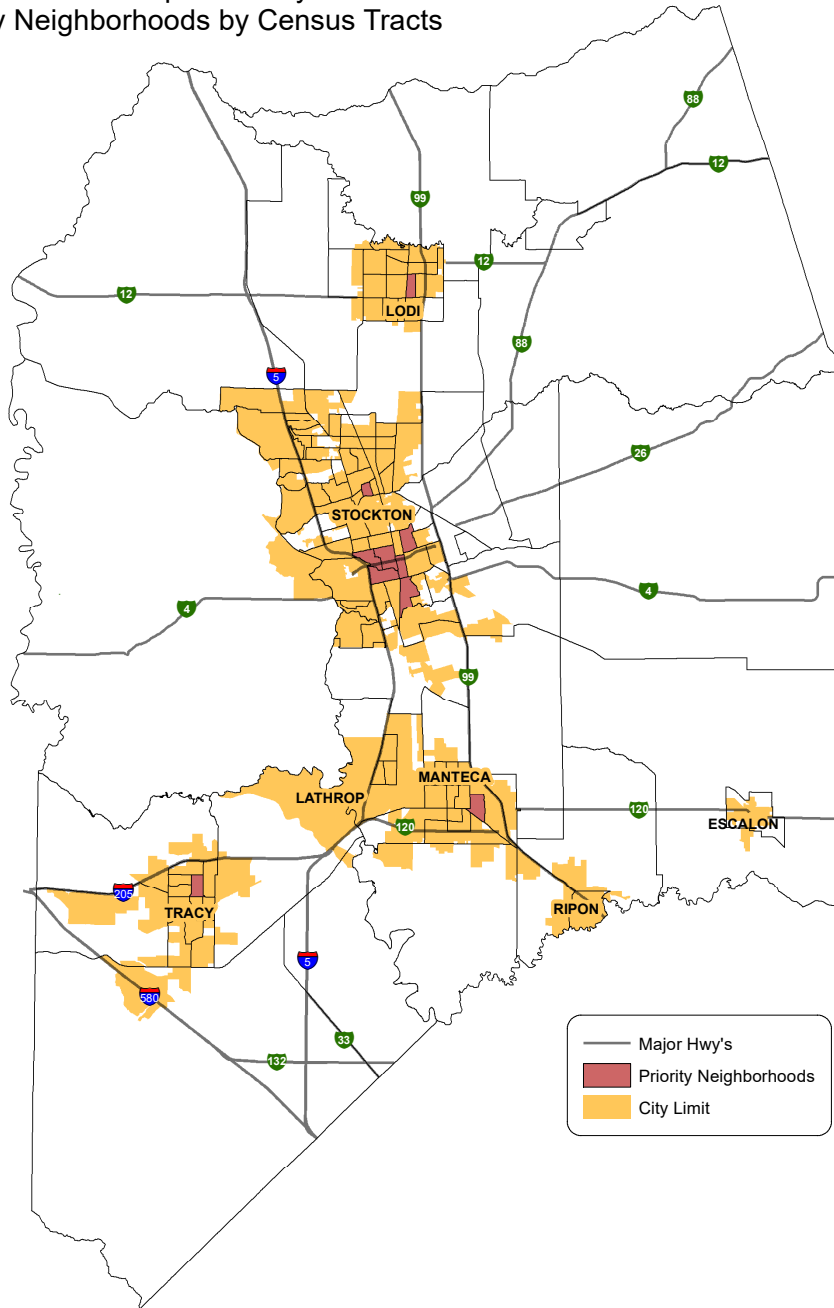 y Neighborhoods by Census Tracts
88
12
99
12
12
LODI
88
5
26
STOCKTON
4
4
99
MANTECA
LATHROP
120
120
ESCALON
205
TRACY
RIPON
5
580
33
132
Major Hwy's
Priority Neighborhoods
City Limit